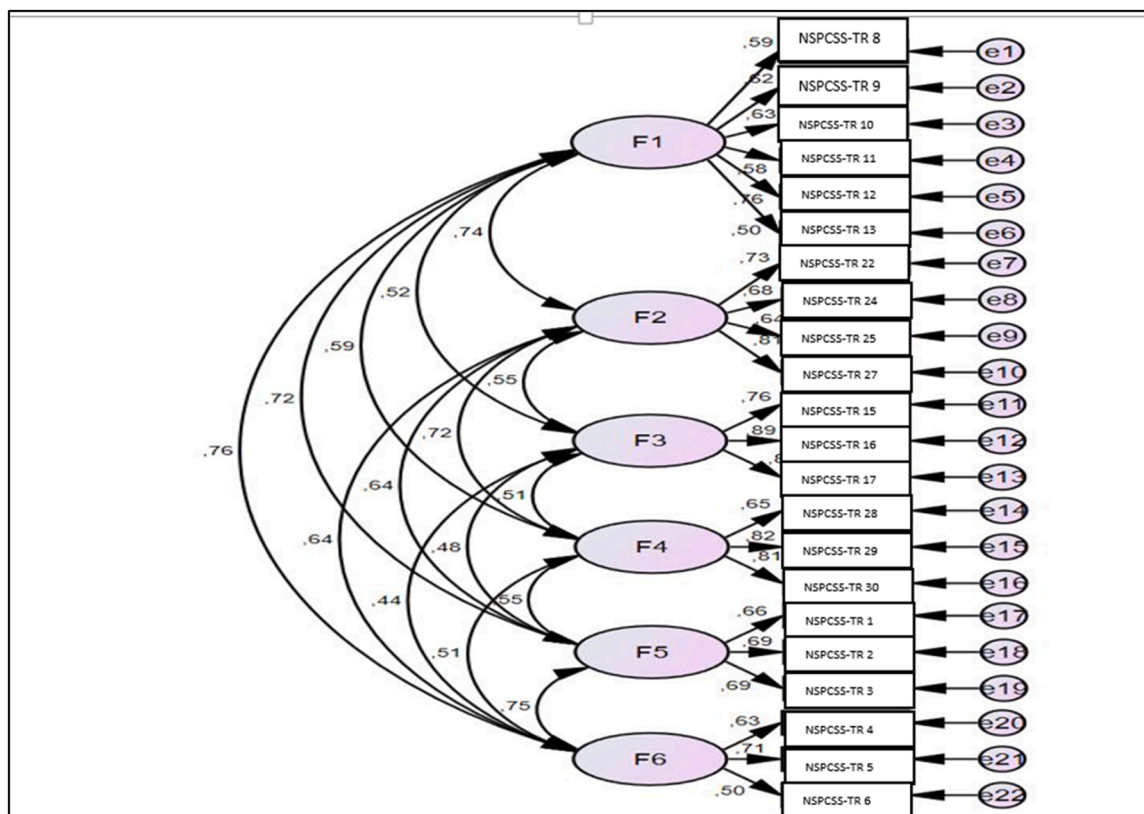 ,59
NSPCSS-TR 8
e1
,62
NSPCSS-TR 9
e2
,63
NSPCSS-TR 10
e3
F1
NSPCSS-TR 11
e4
,58
NSPCSS-TR 12
e5
,76
NSPCSS-TR 13
e6
,50
,74
,73
NSPCSS-TR 22
e7
,52
,68
NSPCSS-TR 24
e8
F2
,64
NSPCSS-TR 25
e9
,59
,81
NSPCSS-TR 27
e10
,55
,72
,76
NSPCSS-TR 15
e11
,72
F3
,89
NSPCSS-TR 16
e12
,76
NSPCSS-TR 17
e13
,64
,51
,65
NSPCSS-TR 28
e14
,64
,48
F4
,82
NSPCSS-TR 29
e15
,81
NSPCSS-TR 30
e16
,44
,55
,66
NSPCSS-TR 1
e17
,51
F5
,69
NSPCSS-TR 2
e18
,69
NSPCSS-TR 3
e19
,75
,63
NSPCSS-TR 4
e20
F6
,71
NSPCSS-TR 5
e21
,50
NSPCSS-TR 6
e22